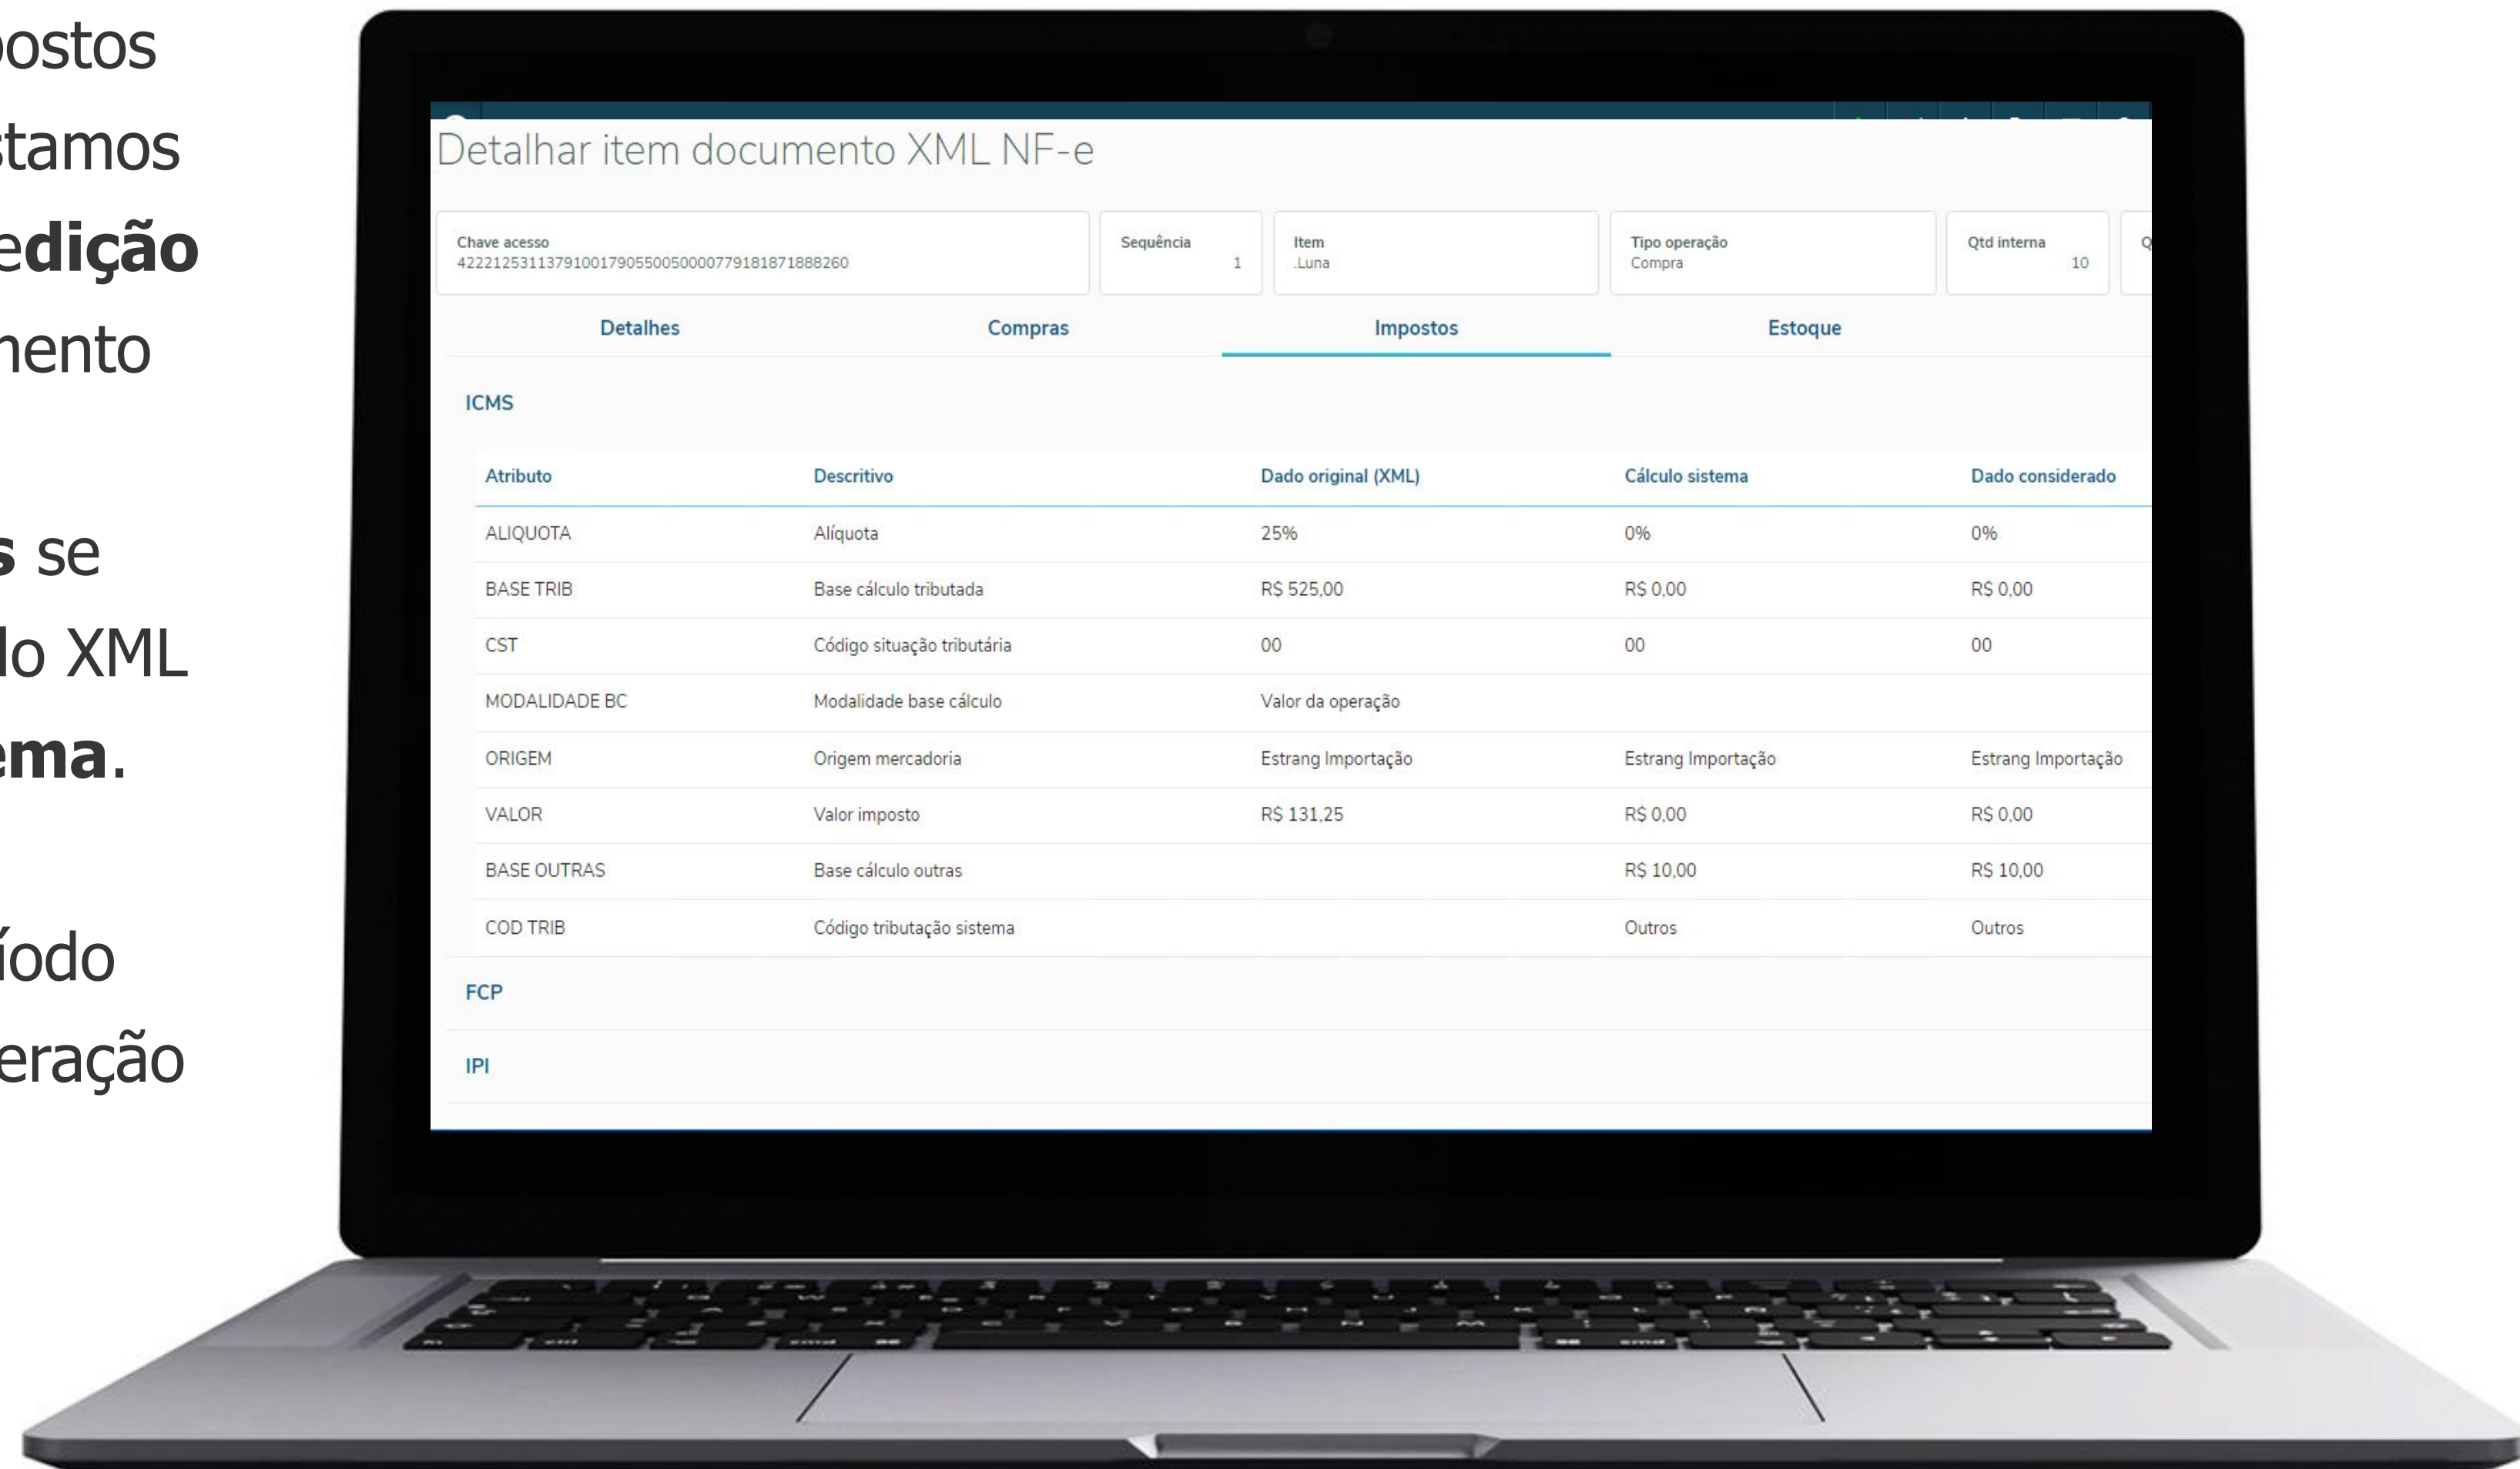 postos
stamos
edição
mento
s se
do XML
ema.
íodo
eração
Detalhar item documento XML NF-e
Chave acesso
42221253113791001790550050000779181871888260
Sequência
1
Item
.Luna
Tipo operação
Compra
Qtd interna
10
Q
Detalhes Compras Impostos Estoque
ICMS
Atributo Descritivo Dado original (XML) Cálculo sistema Dado considerado
ALIQUOTA Alíquota 25% 0% 0%
BASE TRIB Base cálculo tributada R$ 525,00 R$ 0,00 R$ 0,00
CST Código situação tributária 00 00 00
MODALIDADE BC Modalidade base cálculo Valor da operação
ORIGEM Origem mercadoria Estrang Importação Estrang Importação Estrang Importação
VALOR Valor imposto R$ 131,25 R$ 0,00 R$ 0,00
BASE OUTRAS Base cálculo outras R$ 10,00 R$ 10,00
COD TRIB Código tributação sistema Outros Outros
FCP
IPI